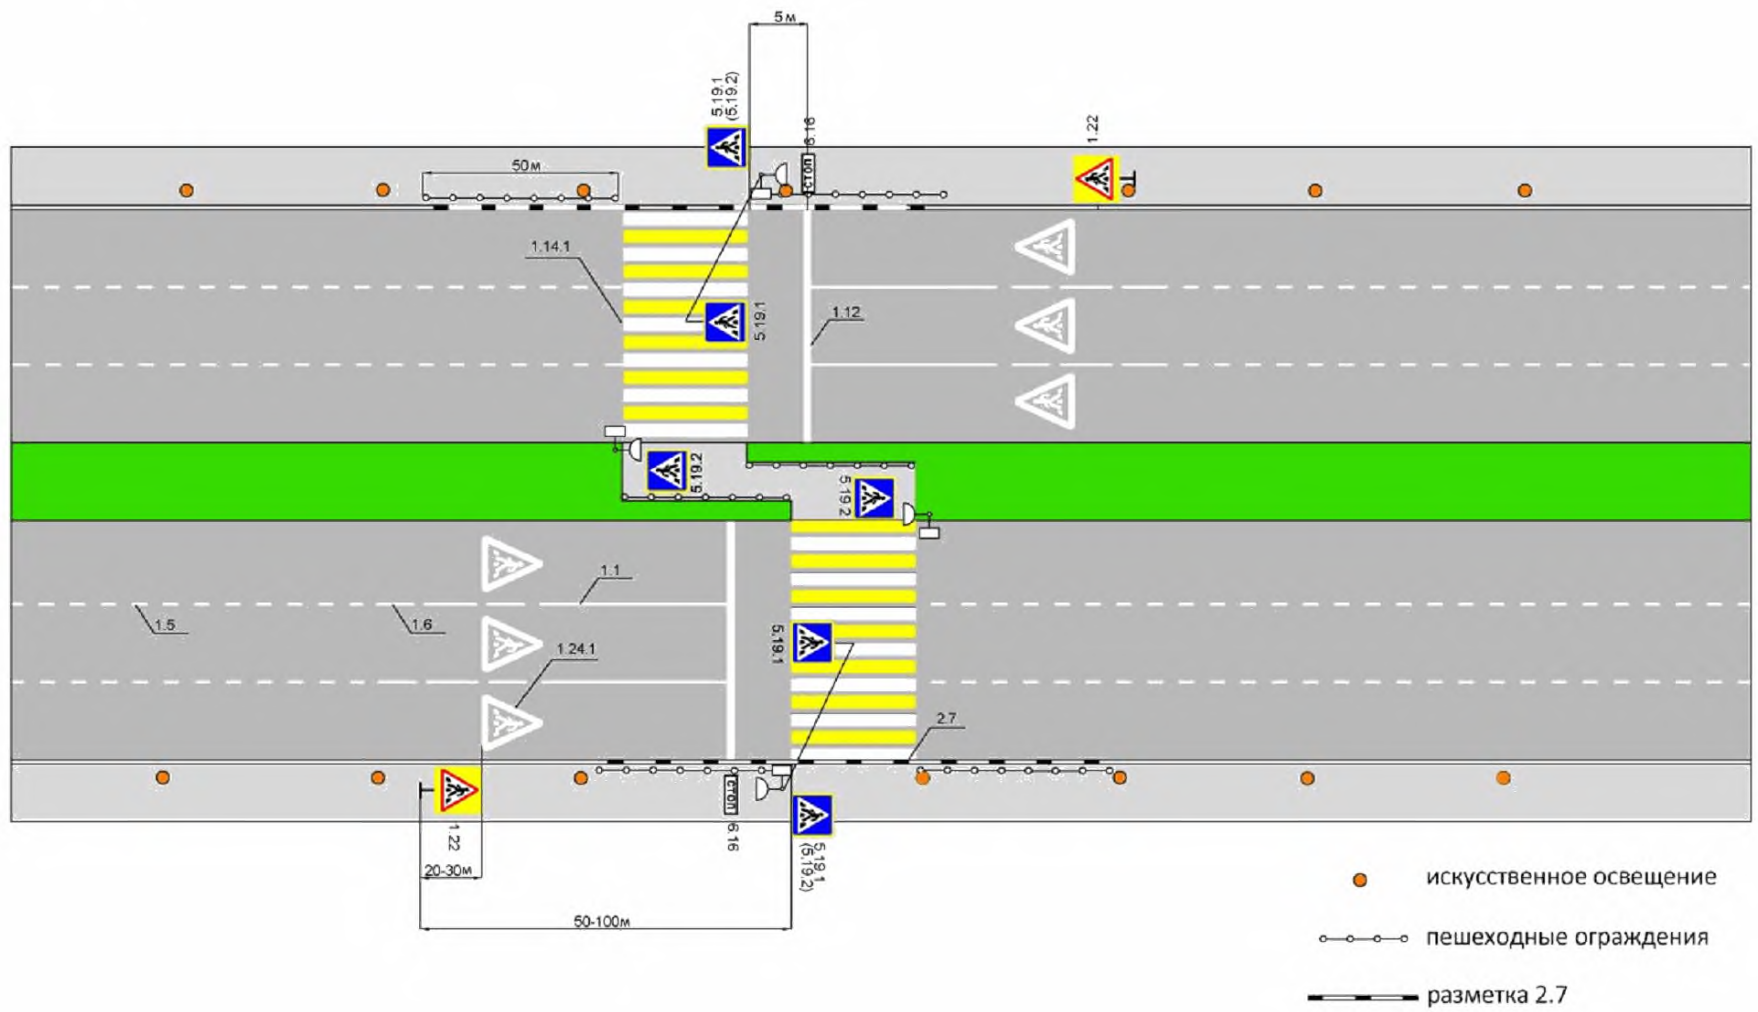 5м
5.19.1
(5.19.2)
6.16
1.22
50м
стоп
1.14.1
5.19.1
1.12
5.19.2
5.19.2
1.1
1.5
1.6
5.19.1
1.24.1
2.7
1.22
стоп
6.16
5.19.1
(5.19.2)
20-30м
50-100м
искусственное освещение
пешеходные ограждения
разметка 2.7